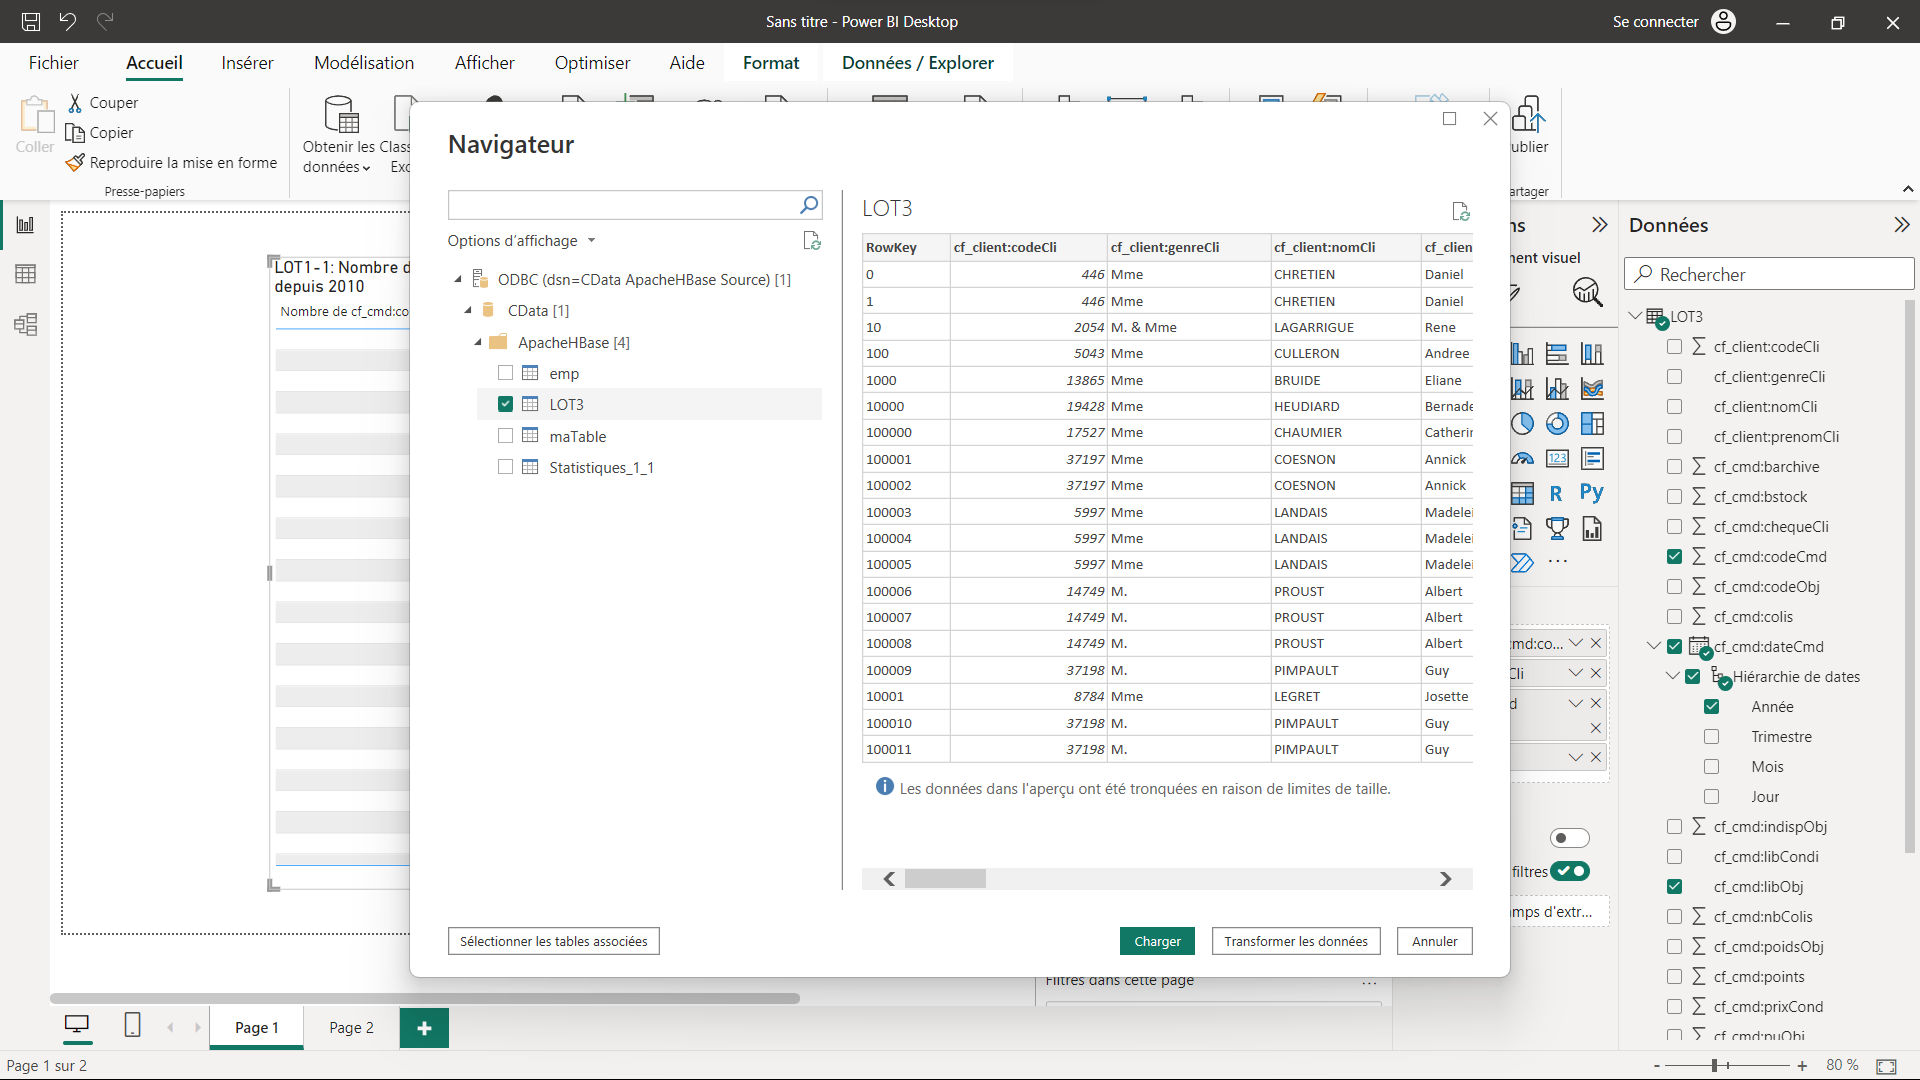 Sans titre - Power BI Desktop
Se connecter
Fichier Accueil Insérer Modélisation Afficher Optimiser Aide Format Données / Explorer
Coller
Couper
Copier
Reproduire la mise en forme
Presse-papiers
Obtenir les
données
Class
Exc
ublier
artager
LOT1-1: Nombre d
depuis 2010
Nombre de cf_cmd:co
Navigateur
Options d'affichage
ODBC (dsn=CData ApacheHBase Source) [1]
CData [1]
ApacheHBase [4]
emp
LOT3
maTable
Statistiques_1_1
LOT3
RowKey cf_client:codeCli cf_client:genreCli cf_client:nomCli cf_clien
0 446 Mme CHRETIEN Daniel
1 446 Mme CHRETIEN Daniel
10 2054 M. & Mme LAGARRIGUE Rene
100 5043 Mme CULLERON Andree
1000 13865 Mme BRUIDE Eliane
10000 19428 Mme HEUDIARD Bernade
100000 17527 Mme CHAUMIER Catherin
100001 37197 Mme COESNON Annick
100002 37197 Mme COESNON Annick
100003 5997 Mme LANDAIS Madelei
100004 5997 Mme LANDAIS Madelei
100005 5997 Mme LANDAIS Madelei
100006 14749 M. PROUST Albert
100007 14749 M. PROUST Albert
100008 14749 M. PROUST Albert
100009 37198 M. PIMPAULT Guy
10001 8784 Mme LEGRET Josette
100010 37198 M. PIMPAULT Guy
100011 37198 M. PIMPAULT Guy
Les données dans l'aperçu ont été tronquées en raison de limites de taille.
Sélectionner les tables associées
Charger
Transformer les données
Annuler
Filtres dans cette page
...
ns
ment visuel
123
R
Py
...
cmd:co...
Cli
d
filtres
mps d'extr...
Données
Rechercher
LOT3
cf_client:codeCli
cf_client:genreCli
cf_client:nomCli
cf_client:prenomCli
cf_cmd:barchive
cf_cmd:bstock
cf_cmd:chequeCli
cf_cmd:codeCmd
cf_cmd:codeObj
cf_cmd:colis
cf_cmd:dateCmd
Hiérarchie de dates
Année
Trimestre
Mois
Jour
cf_cmd:indispObj
cf_cmd:libCondi
cf_cmd:libObj
cf_cmd:nbColis
cf_cmd:poidsObj
cf_cmd:points
cf_cmd:prixCond
cf_cmd:puObj
Page 1
Page 2
+
Page 1 sur 2
- + 80 %